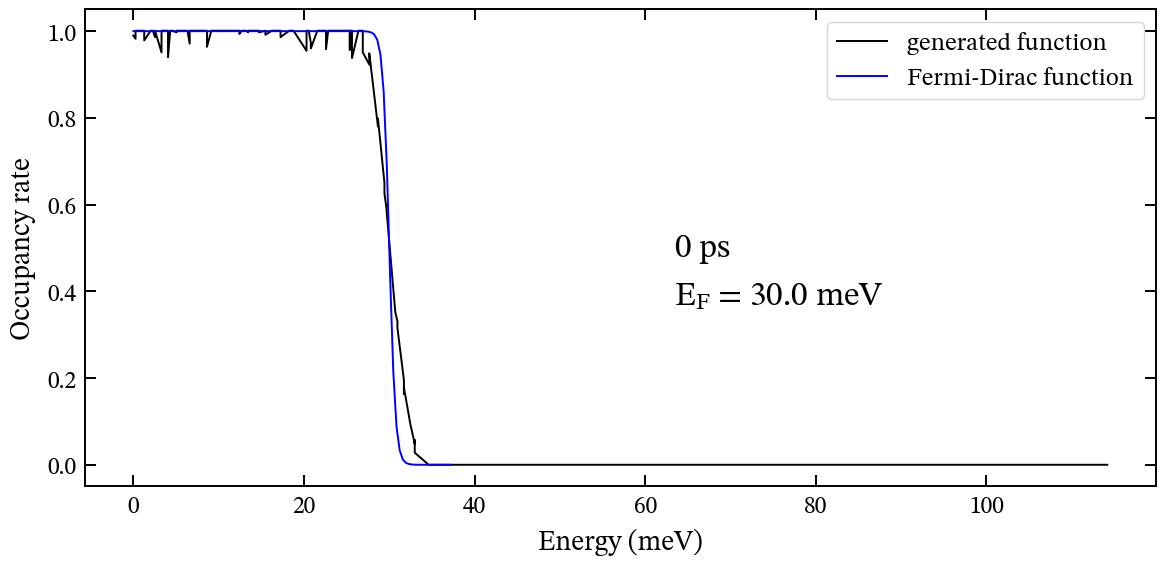 1.0
0.8
0.6
0.4
0.2
0.0
Occupancy rate
generated function
Fermi-Dirac function
0 ps
E_F = 30.0 meV
0 20 40 60 80 100
Energy (meV)